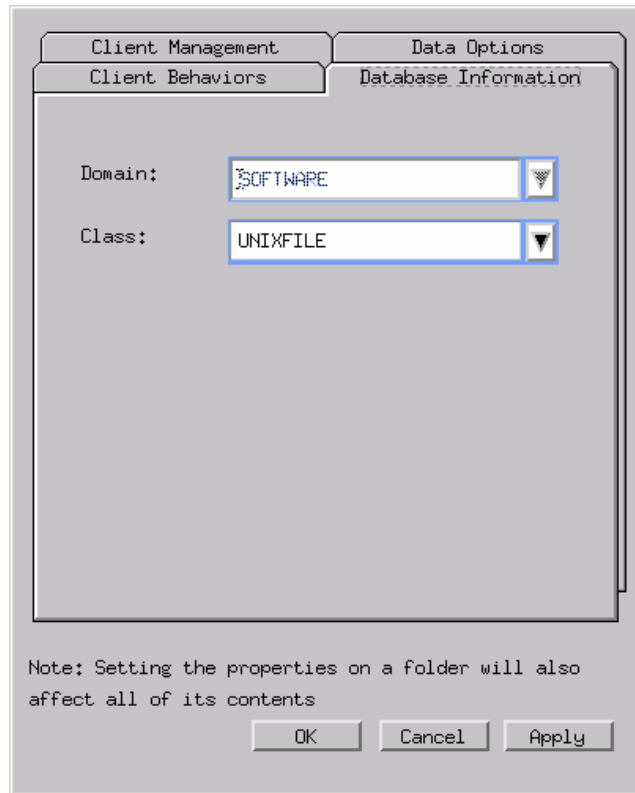 Client Management Data Options
Client Behaviors Database Information
Domain: SOFTWARE
Class: UNIXFILE
Note: Setting the properties on a folder will also
affect all of its contents
OK Cancel Apply